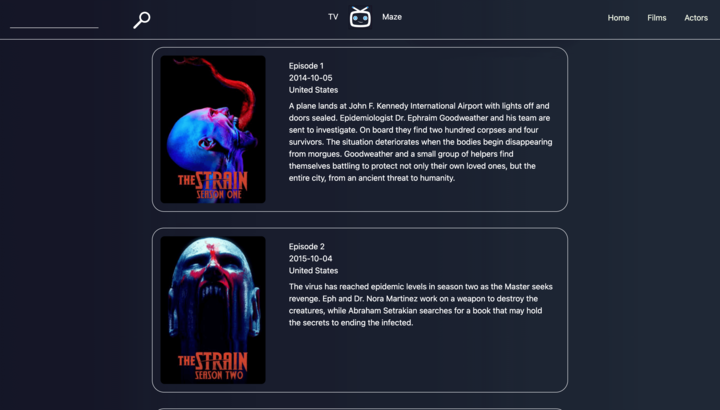 TV Maze
Home Films Actors
THE STRAIN
SEASON ONE
Episode 1
2014-10-05
United States
A plane lands at John F. Kennedy International Airport with lights off and
doors sealed. Epidemiologist Dr. Ephraim Goodweather and his team are
sent to investigate. On board they find two hundred corpses and four
survivors. The situation deteriorates when the bodies begin disappearing
from morgues. Goodweather and a small group of helpers find
themselves battling to protect not only their own loved ones, but the
entire city, from an ancient threat to humanity.
THE STRAIN
SEASON TWO
Episode 2
2015-10-04
United States
The virus has reached epidemic levels in season two as the Master seeks
revenge. Eph and Dr. Nora Martinez work on a weapon to destroy the
creatures, while Abraham Setrakian searches for a book that may hold
the secrets to ending the infected.